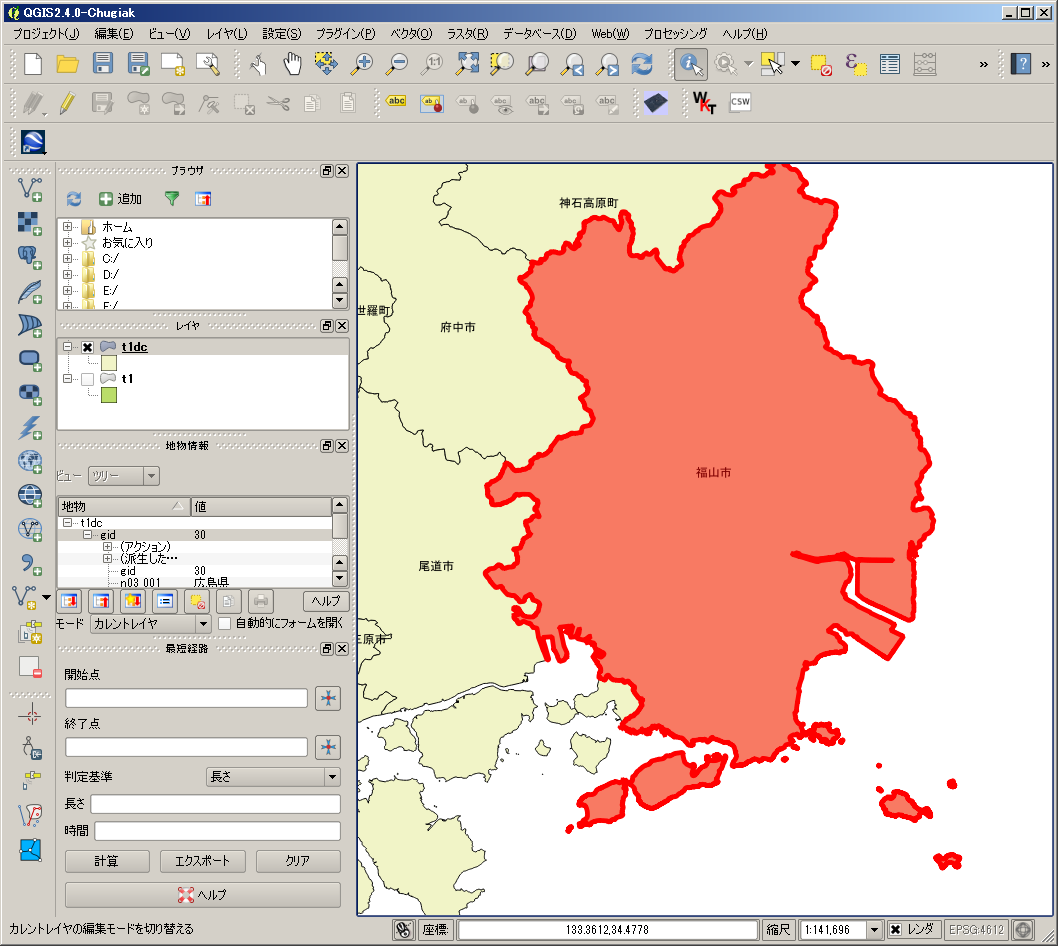 QGIS2.4.0-Chugiak
プロジェクト(J) 編集(E) ビュー(V) レイヤ(L) 設定(S) プラグイン(P) ベクタ(O) ラスタ(R) データベース(D) Web(W) プロセッシング ヘルプ(H)
1:1
ε
»
?
»
abc ab ab abc abc abc abc WKT CSW
ブラウザ
追加
ホーム
お気に入り
C:/
D:/
E:/
F:/
レイヤ
t1dc
t1
地物情報
ビュー ツリー
地物 値
t1dc
gid 30
(アクション)
(派生した…
gid 30
n03_001 広島県
ヘルプ
モード カレントレイヤ 自動的にフォームを開く
最短経路
開始点
終了点
判定基準 長さ
長さ
時間
計算 エクスポート クリア
ヘルプ
神石高原町
世羅町
府中市
福山市
尾道市
三原市
カレントレイヤの編集モードを切り替える 座標: 133.3612,34.4778 縮尺 1:141,696 レンダ EPSG:4612